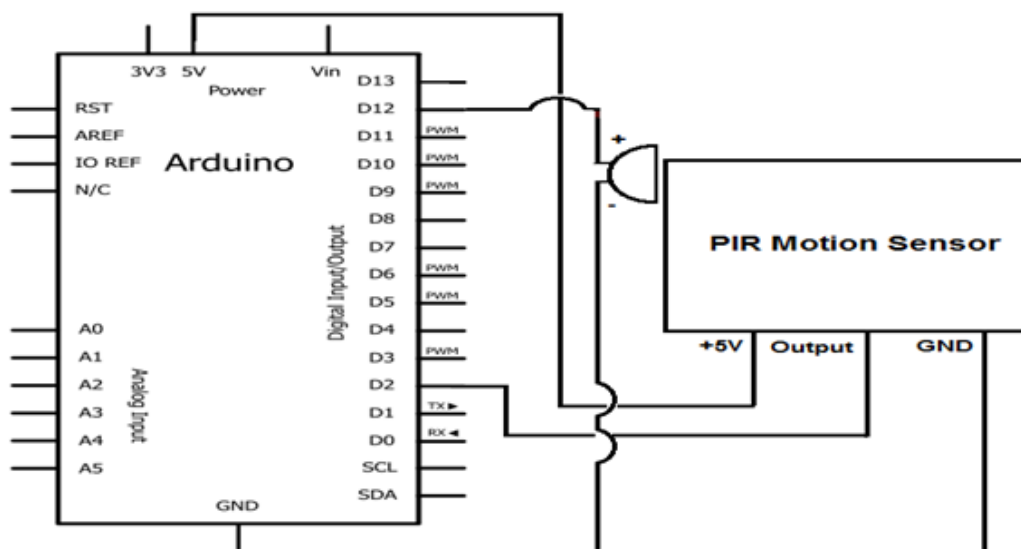 3V3 5V Vin
Power
RST
AREF
IO REF
N/C
Arduino
D13
D12
D11 PWM
D10 PWM
D9 PWM
D8
D7
D6 PWM
D5 PWM
D4
D3 PWM
D2
D1 TX►
D0 RX◄
SCL
SDA
Digital Input/Output
A0
A1
A2
A3
A4
A5
Analog Input
GND
+
-
PIR Motion Sensor
+5V Output GND